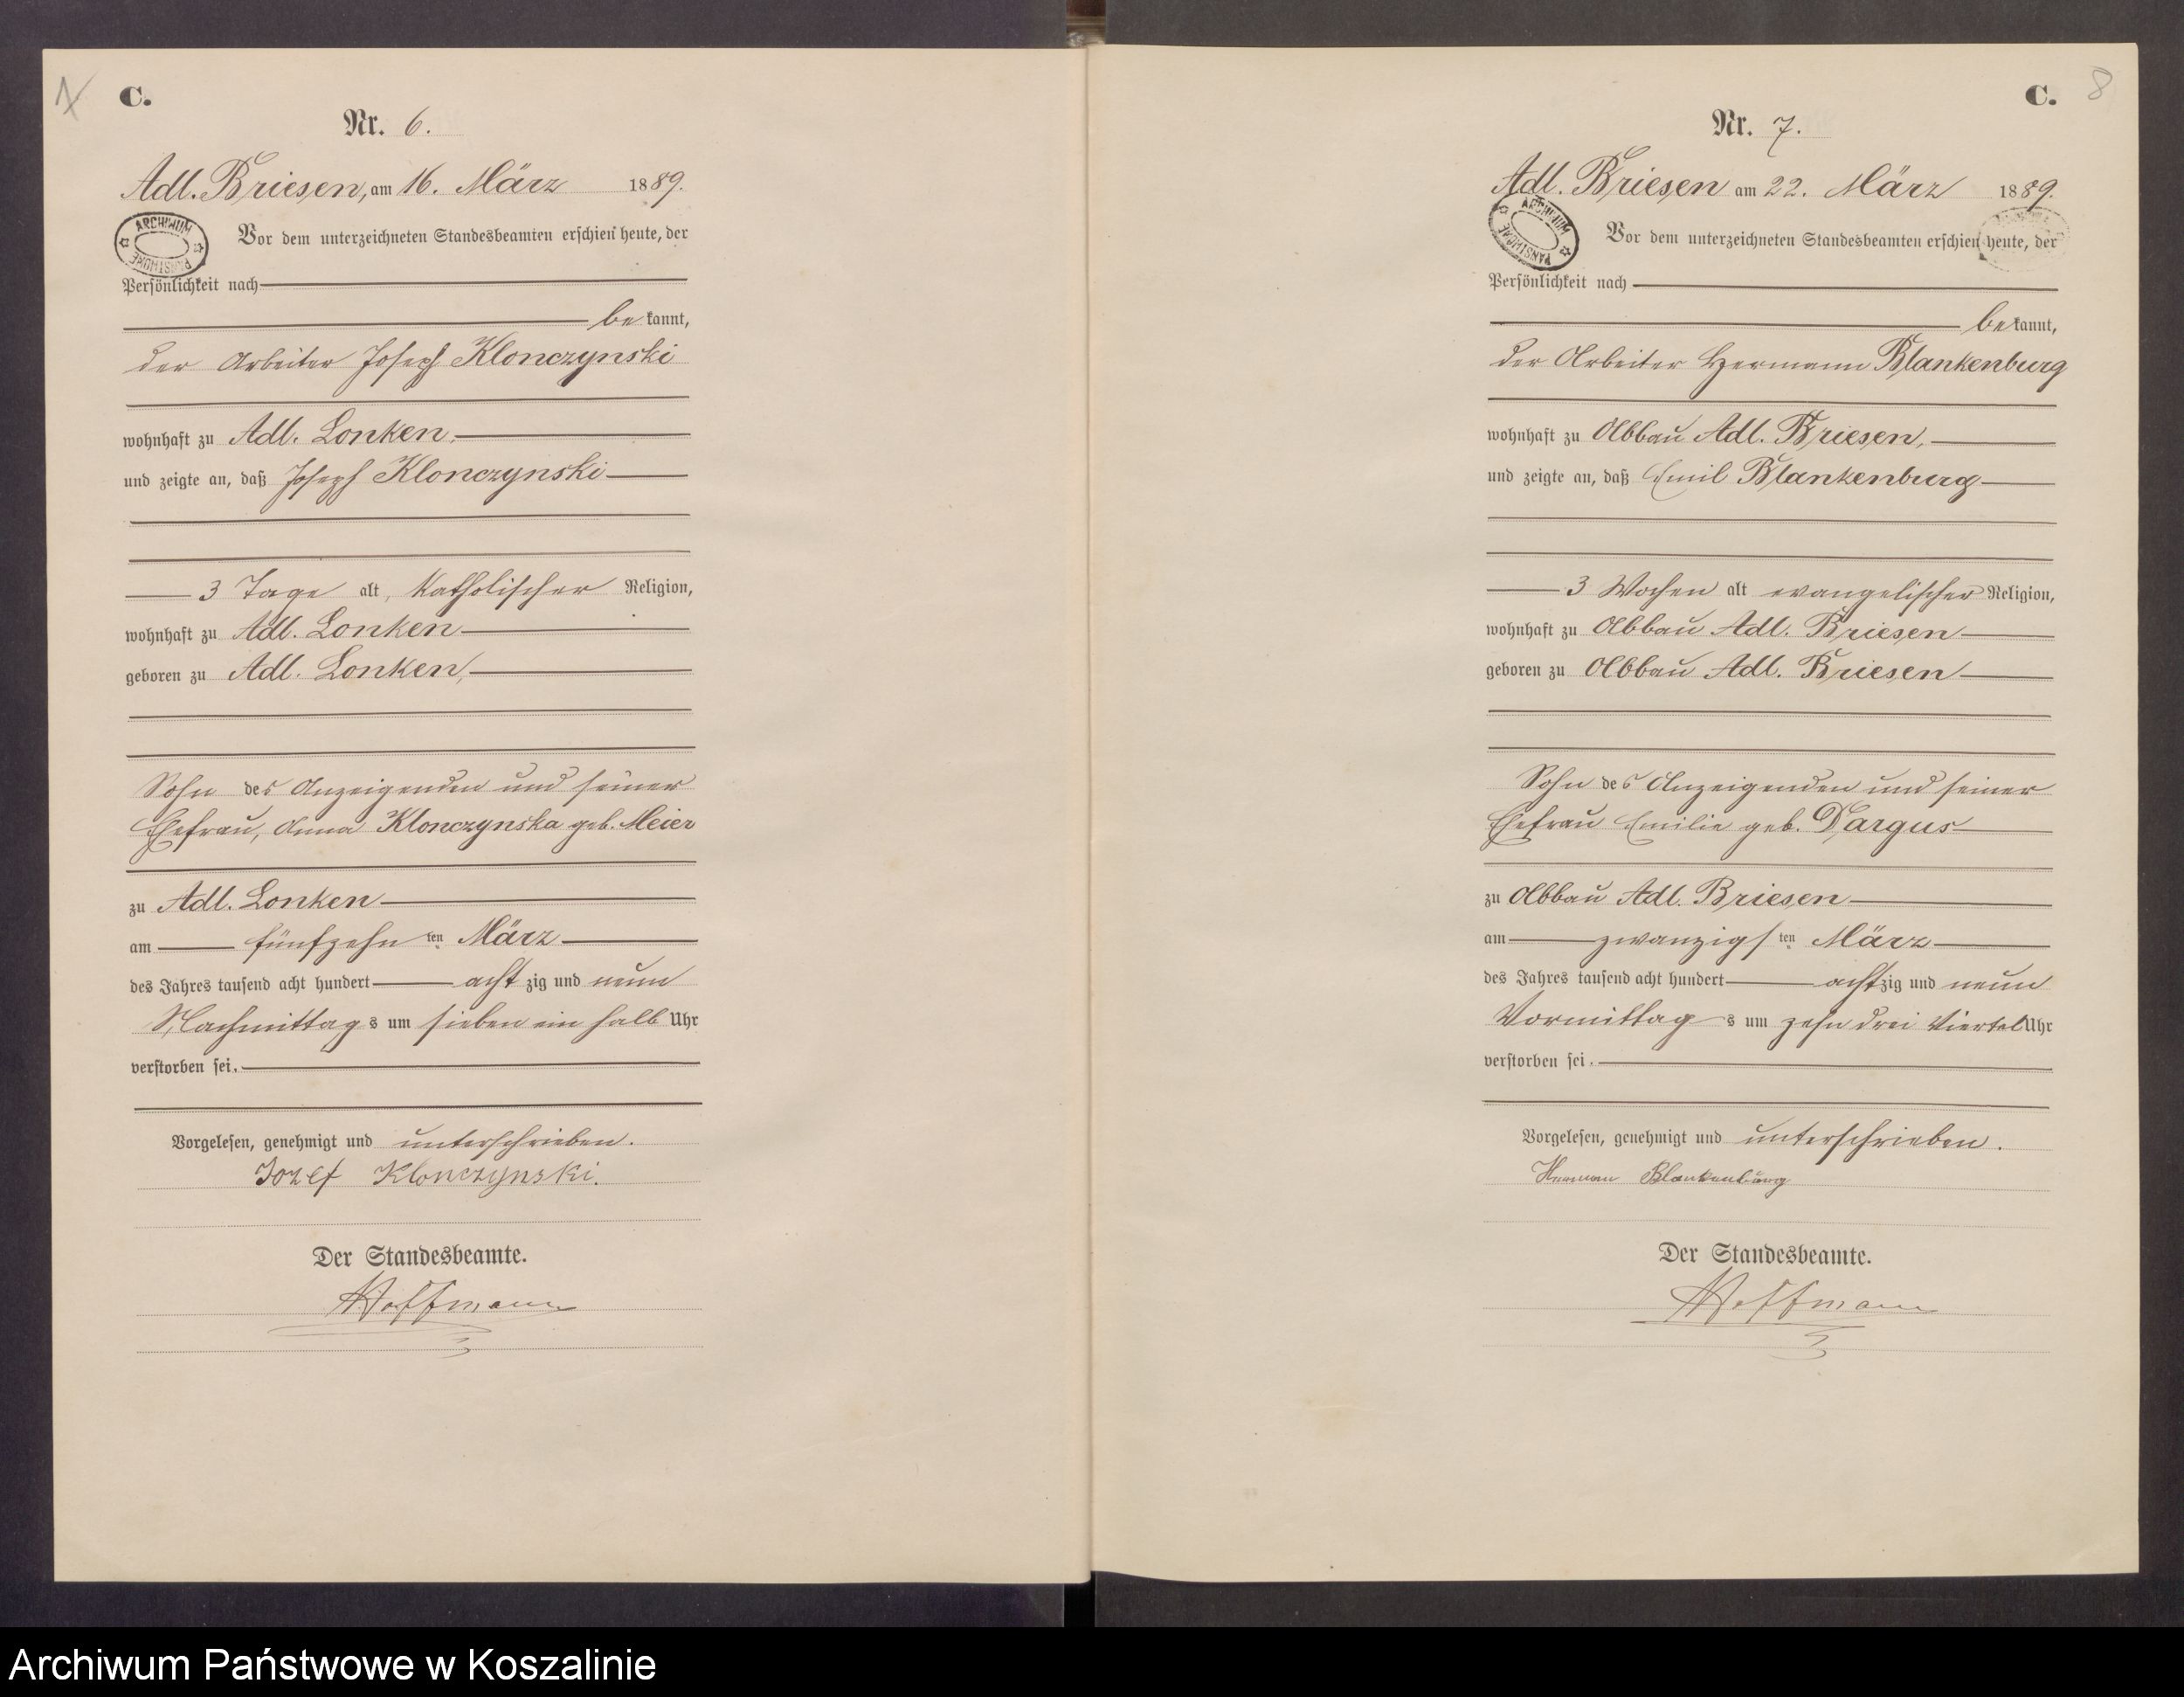 C.
Nr. 6.
Adl. Briesen, am 16. März 1889.
ARCHIWUM PAŃSTWOWE
Vor dem unterzeichneten Standesbeamten erschien heute, der
Persönlichkeit nach
bekannt,
der Arbeiter Joseph Klonczynski
wohnhaft zu Adl. Lonken,
und zeigte an, daß Joseph Klonczynski
3 Tage alt, katholischer Religion,
wohnhaft zu Adl. Lonken
geboren zu Adl. Lonken,
Sohn des Anzeigenden und seiner
Ehefrau, Anna Klonczynska geb. Meier
zu Adl. Lonken
am fünfzehnten März
des Jahres tausend acht hundert achtzig und neun
Nachmittags um sieben ein halb Uhr
verstorben sei.
Vorgelesen, genehmigt und unterschrieben.
Jozef Klonczynski.
Der Standesbeamte.
Hoffmann
C. 8
Nr. 7.
Adl. Briesen am 22. März 1889.
ARCHIWUM PAŃSTWOWE
Vor dem unterzeichneten Standesbeamten erschien heute, der
Persönlichkeit nach
bekannt,
der Arbeiter Hermann Blankenburg
wohnhaft zu Abbau Adl. Briesen,
und zeigte an, daß Emil Blankenburg
3 Wochen alt evangelischer Religion,
wohnhaft zu Abbau Adl. Briesen
geboren zu Abbau Adl. Briesen
Sohn des Anzeigenden und seiner
Ehefrau Emilie geb. Dargus
zu Abbau Adl. Briesen
am zwanzigsten März
des Jahres tausend acht hundert achtzig und neun
Vormittags um zehn drei Viertel Uhr
verstorben sei.
Vorgelesen, genehmigt und unterschrieben.
Herman Blankenburg
Der Standesbeamte.
Hoffmann
Archiwum Państwowe w Koszalinie